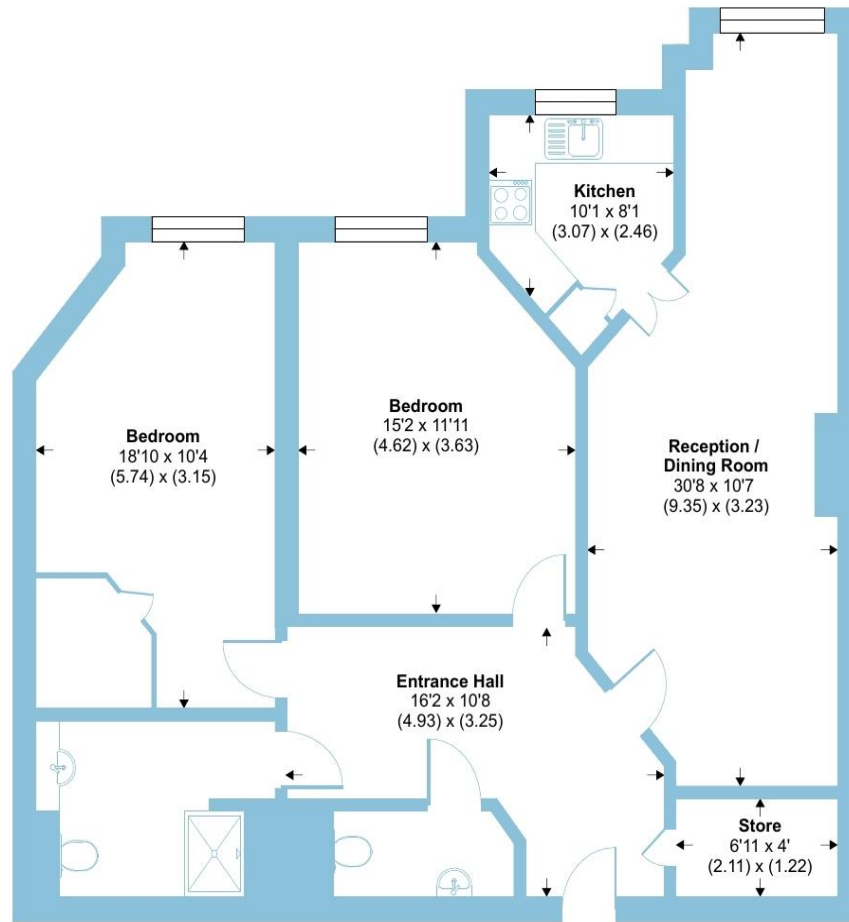 Kitchen
10'1 x 8'1
(3.07) x (2.46)
Bedroom
15'2 x 11'11
(4.62) x (3.63)
Bedroom
18'10 x 10'4
(5.74) x (3.15)
Reception /
Dining Room
30'8 x 10'7
(9.35) x (3.23)
Entrance Hall
16'2 x 10'8
(4.93) x (3.25)
Store
6'11 x 4'
(2.11) x (1.22)